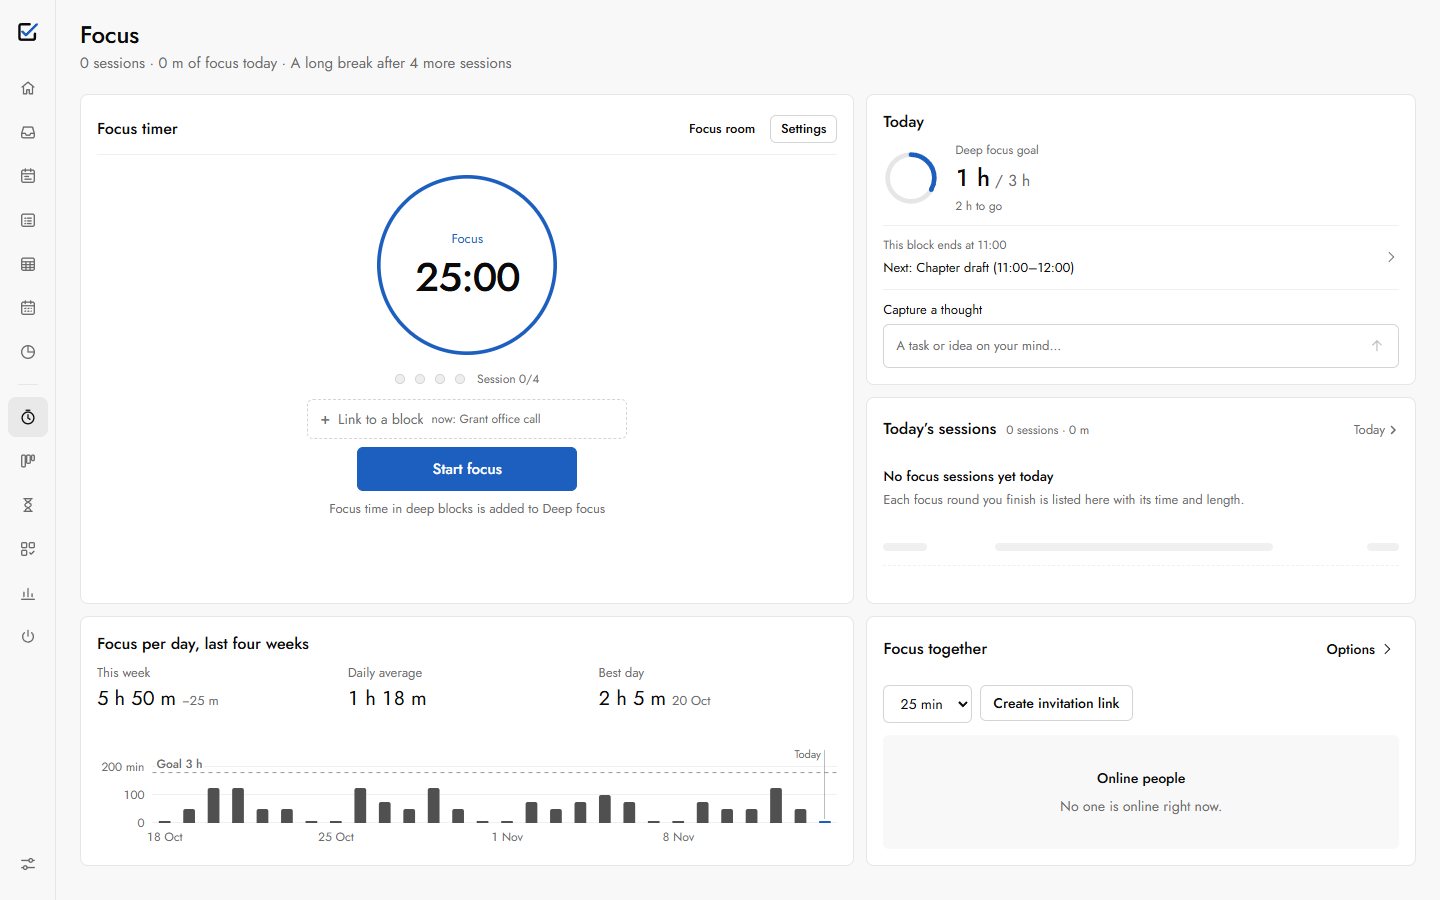 Focus
0 sessions · 0 m of focus today · A long break after 4 more sessions
Focus timer
Focus room
Settings
Focus
25:00
Session 0/4
+ Link to a block now: Grant office call
Start focus
Focus time in deep blocks is added to Deep focus
Today
Deep focus goal
1 h / 3 h
2 h to go
This block ends at 11:00
Next: Chapter draft (11:00–12:00)
Capture a thought
A task or idea on your mind...
Today's sessions 0 sessions · 0 m
Today
No focus sessions yet today
Each focus round you finish is listed here with its time and length.
Focus per day, last four weeks
This week
5 h 50 m −25 m
Daily average
1 h 18 m
Best day
2 h 5 m 20 Oct
Today
200 min
Goal 3 h
100
0
18 Oct
25 Oct
1 Nov
8 Nov
Focus together
Options
25 min
Create invitation link
Online people
No one is online right now.